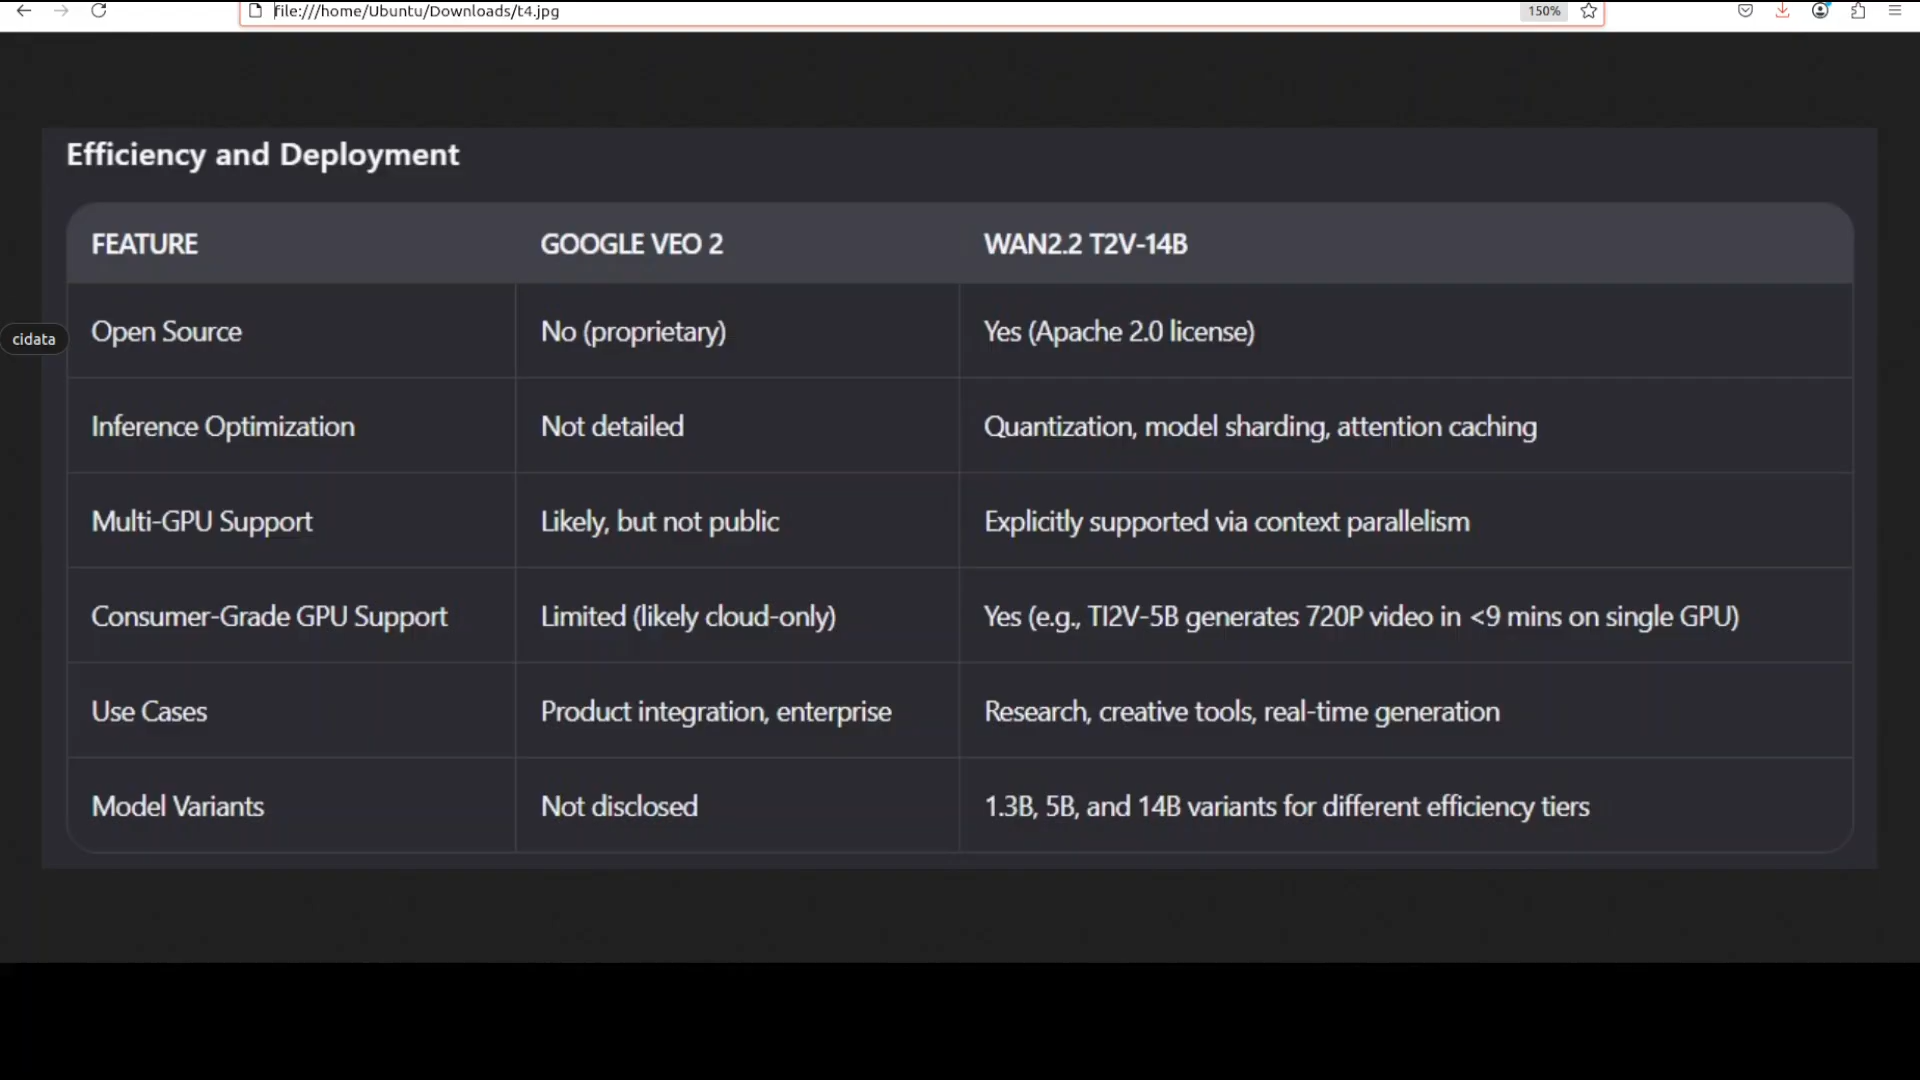 file:///home/Ubuntu/Downloads/t4.jpg
150%
Efficiency and Deployment
FEATURE GOOGLE VEO 2 WAN2.2 T2V-14B
Open Source No (proprietary) Yes (Apache 2.0 license)
cidata
Inference Optimization Not detailed Quantization, model sharding, attention caching
Multi-GPU Support Likely, but not public Explicitly supported via context parallelism
Consumer-Grade GPU Support Limited (likely cloud-only) Yes (e.g., TI2V-5B generates 720P video in <9 mins on single GPU)
Use Cases Product integration, enterprise Research, creative tools, real-time generation
Model Variants Not disclosed 1.3B, 5B, and 14B variants for different efficiency tiers